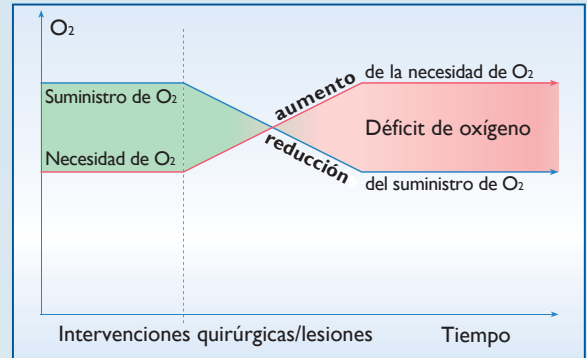 O₂
Suministro de O₂
Necesidad de O₂
aumento
de la necesidad de O₂
Déficit de oxígeno
reducción
del suministro de O₂
Intervenciones quirúrgicas/lesiones
Tiempo